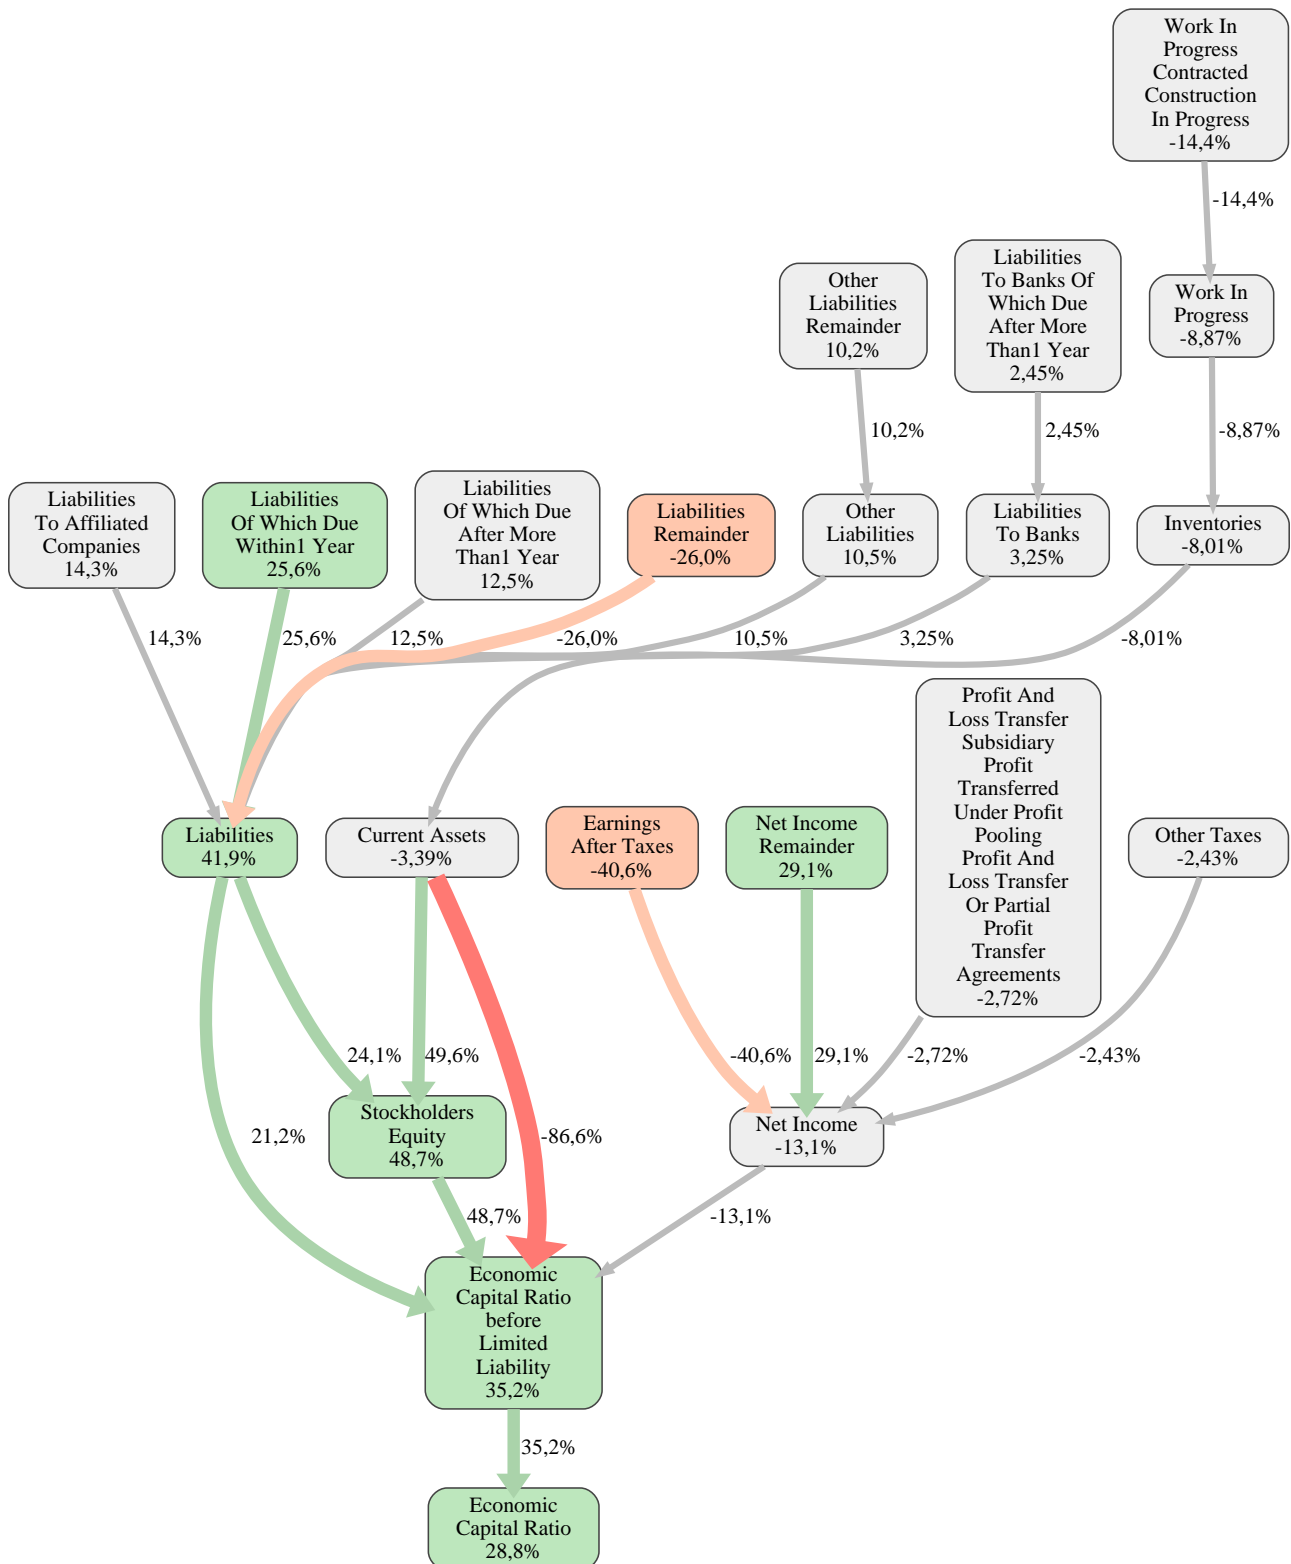 Work In
Progress
Contracted
Construction
In Progress
-14,4%
-14,4%
Other
Liabilities
Remainder
10,2%
Liabilities
To Banks Of
Which Due
After More
Than1 Year
2,45%
Work In
Progress
-8,87%
10,2%
2,45%
-8,87%
Liabilities
To Affiliated
Companies
14,3%
Liabilities
Of Which Due
Within1 Year
25,6%
Liabilities
Of Which Due
After More
Than1 Year
12,5%
Liabilities
Remainder
-26,0%
Other
Liabilities
10,5%
Liabilities
To Banks
3,25%
Inventories
-8,01%
14,3%
25,6%
12,5%
-26,0%
10,5%
3,25%
-8,01%
Liabilities
41,9%
Current Assets
-3,39%
Earnings
After Taxes
-40,6%
Net Income
Remainder
29,1%
Profit And
Loss Transfer
Subsidiary
Profit
Transferred
Under Profit
Pooling
Profit And
Loss Transfer
Or Partial
Profit
Transfer
Agreements
-2,72%
Other Taxes
-2,43%
24,1%
49,6%
-40,6%
29,1%
-2,72%
-2,43%
Stockholders
Equity
48,7%
Net Income
-13,1%
21,2%
-86,6%
48,7%
-13,1%
Economic
Capital Ratio
before
Limited
Liability
35,2%
35,2%
Economic
Capital Ratio
28,8%